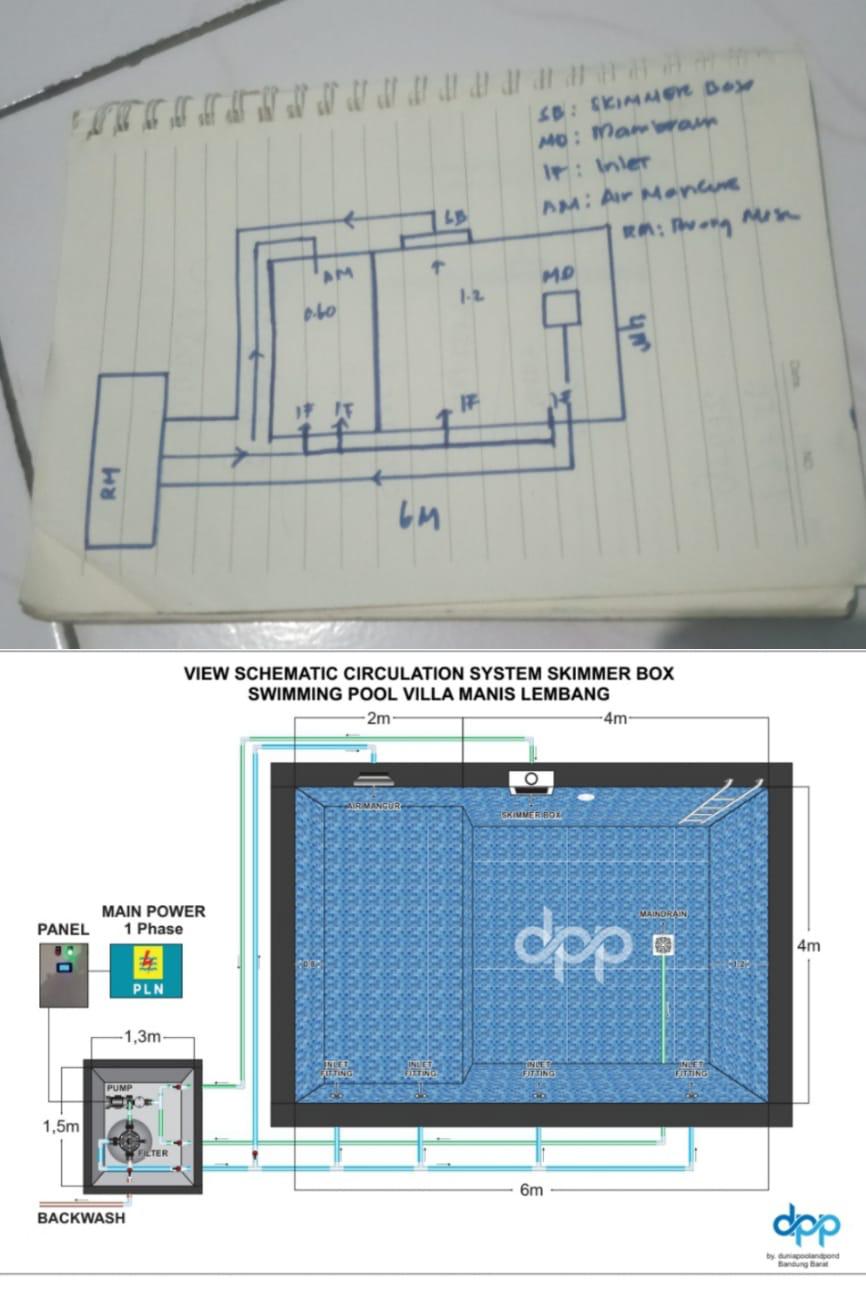 SB : SKIMMER Box
MD :
IF : Inlet
AM : Air
RM :
SB
AM
MD
0.60
1.2
4M
IF IF IF IF
RM
6M
VIEW SCHEMATIC CIRCULATION SYSTEM SKIMMER BOX
SWIMMING POOL VILLA MANIS LEMBANG
2m 4m
AIR MANCUR
SKIMMER BOX
MAIN POWER
1 Phase
PANEL
PLN
dpp
MAINDRAIN
4m
1,3m
INLET FITTING
INLET FITTING
INLET FITTING
INLET FITTING
PUMP
1,5m
FILTER
6m
BACKWASH
dpp
by. duniapoolandpond
Bandung Barat